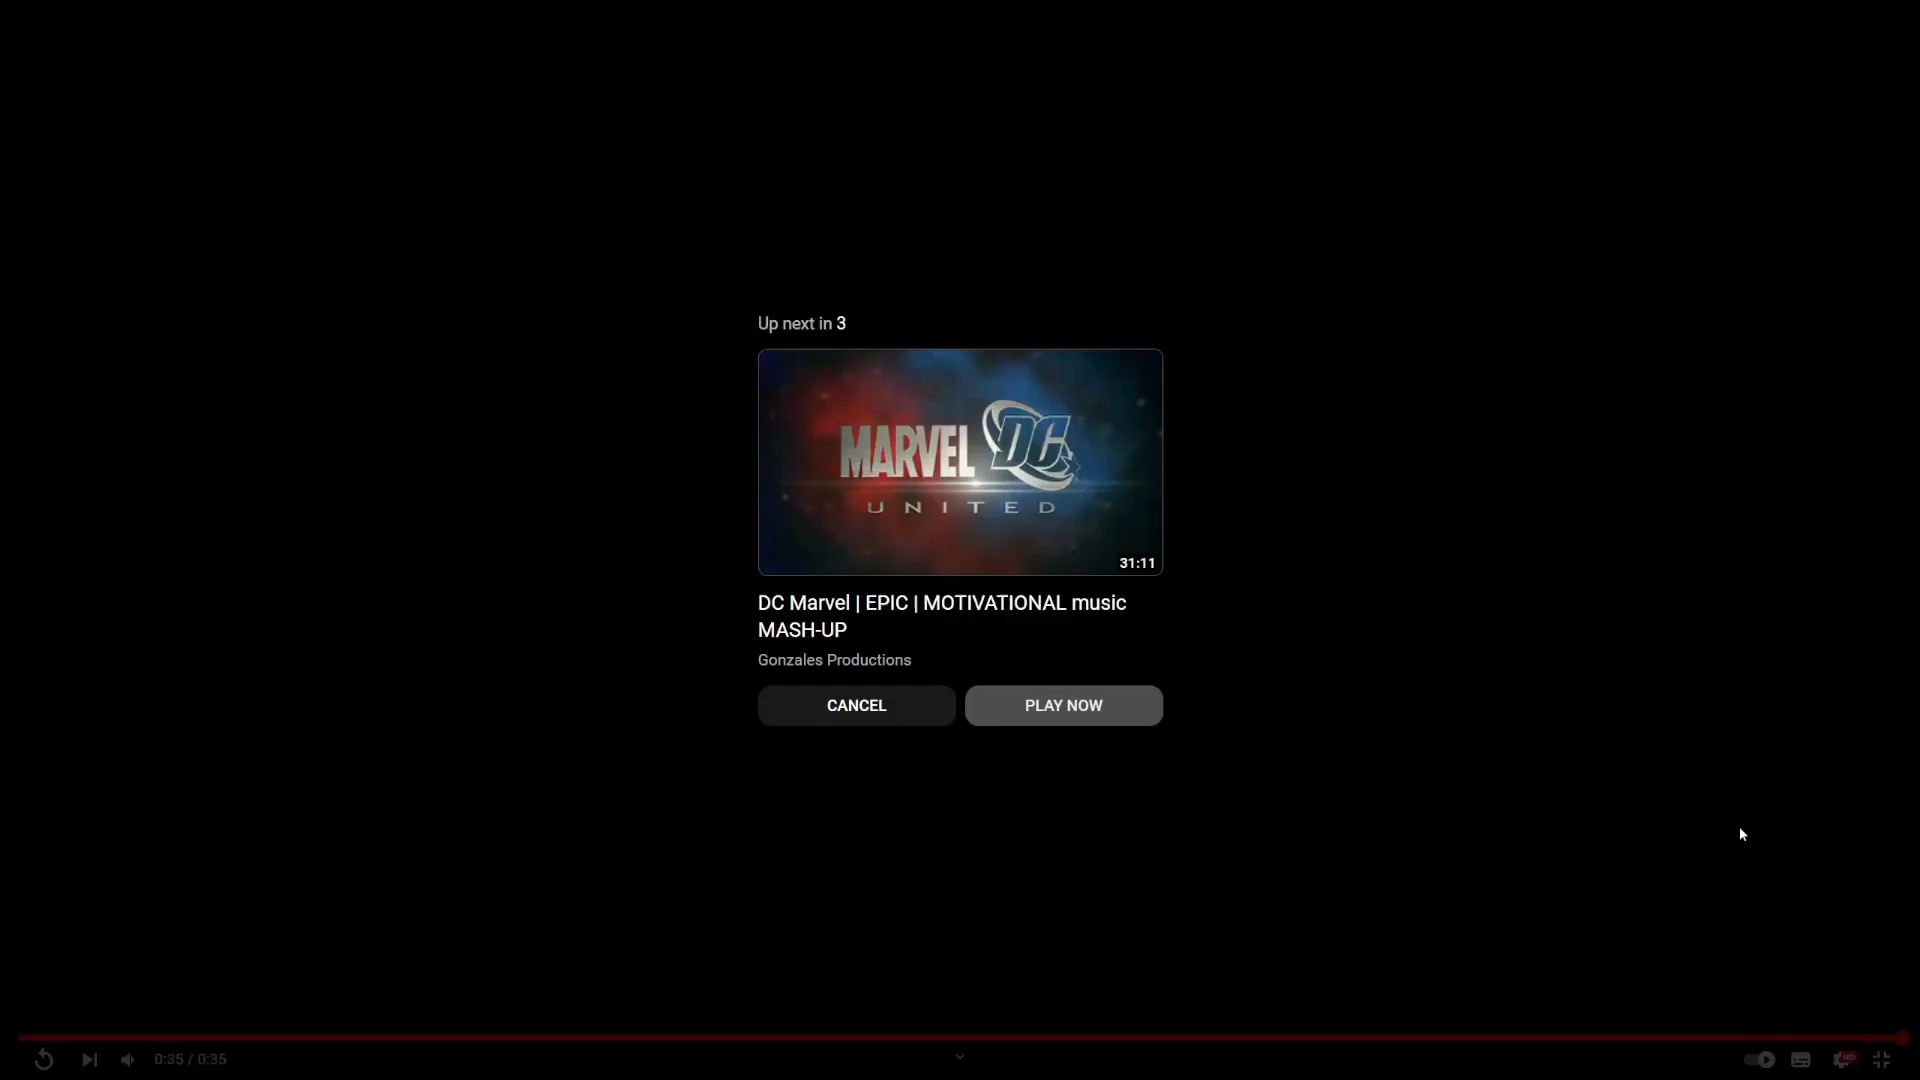 Up next in 3
MARVEL DC
UNITED
31:11
DC Marvel | EPIC | MOTIVATIONAL music
MASH-UP
Gonzales Productions
CANCEL
PLAY NOW
0:35 / 0:35
HD